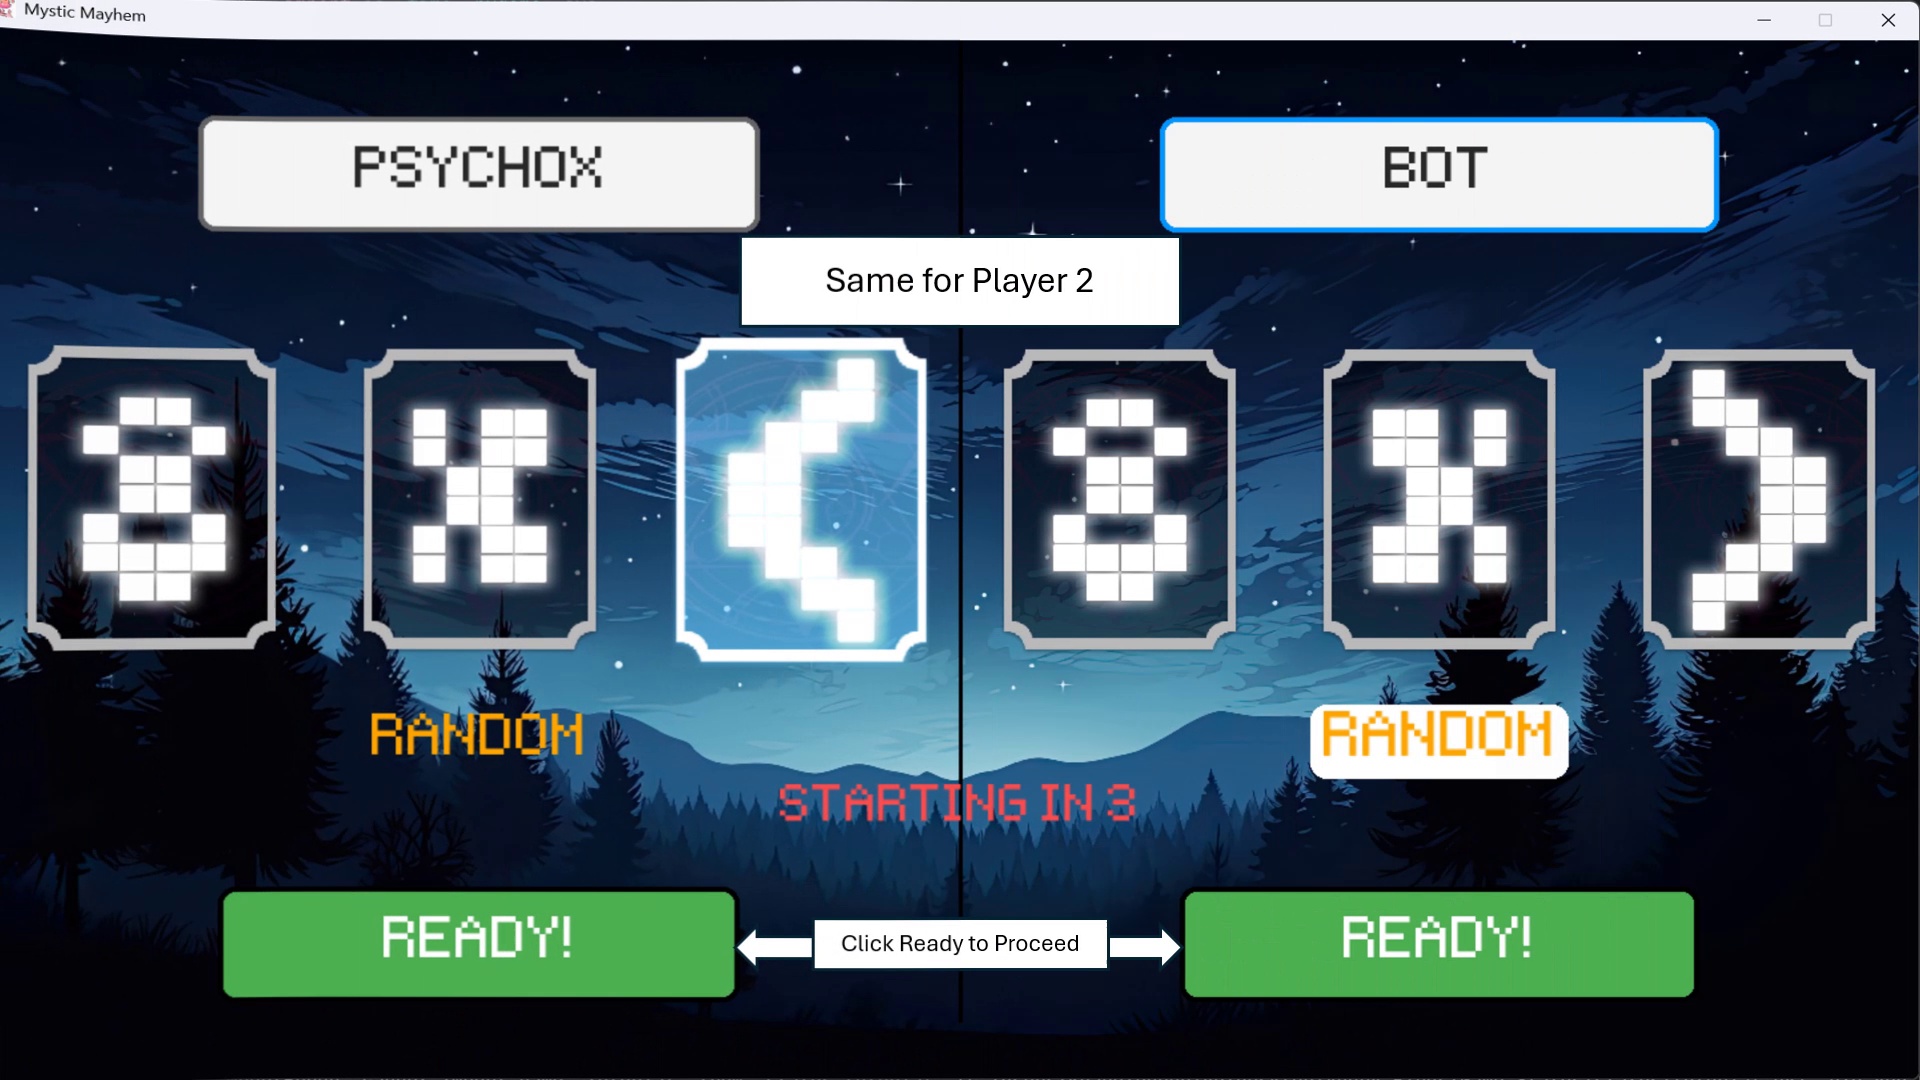 Mystic Mayhem
PSYCHOX
BOT
Same for Player 2
RANDOM
RANDOM
STARTING IN 3
READY!
Click Ready to Proceed
READY!